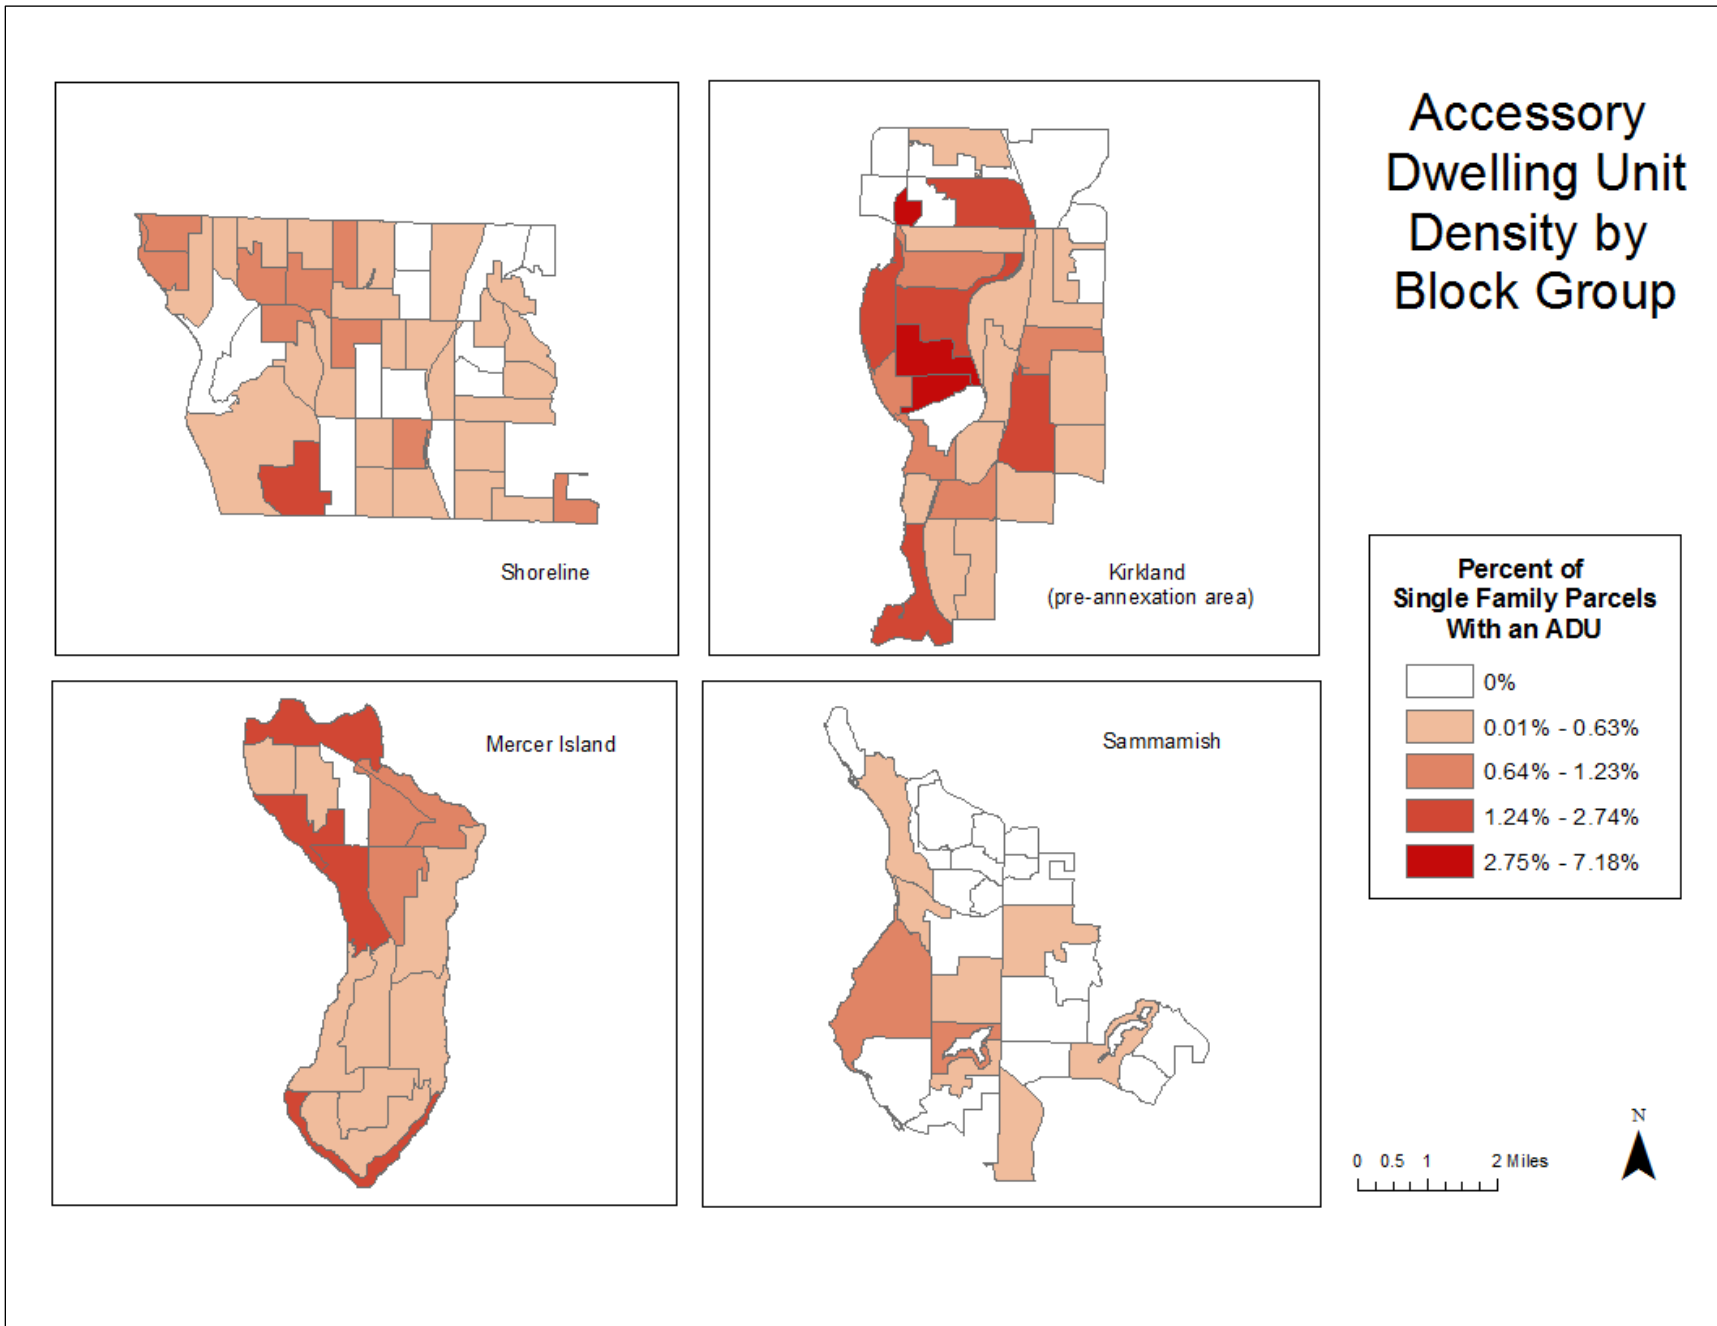 Accessory
Dwelling Unit
Density by
Block Group
Shoreline
Kirkland
(pre-annexation area)
Mercer Island
Sammamish
Percent of
Single Family Parcels
With an ADU
0%
0.01% - 0.63%
0.64% - 1.23%
1.24% - 2.74%
2.75% - 7.18%
N
0 0.5 1 2 Miles